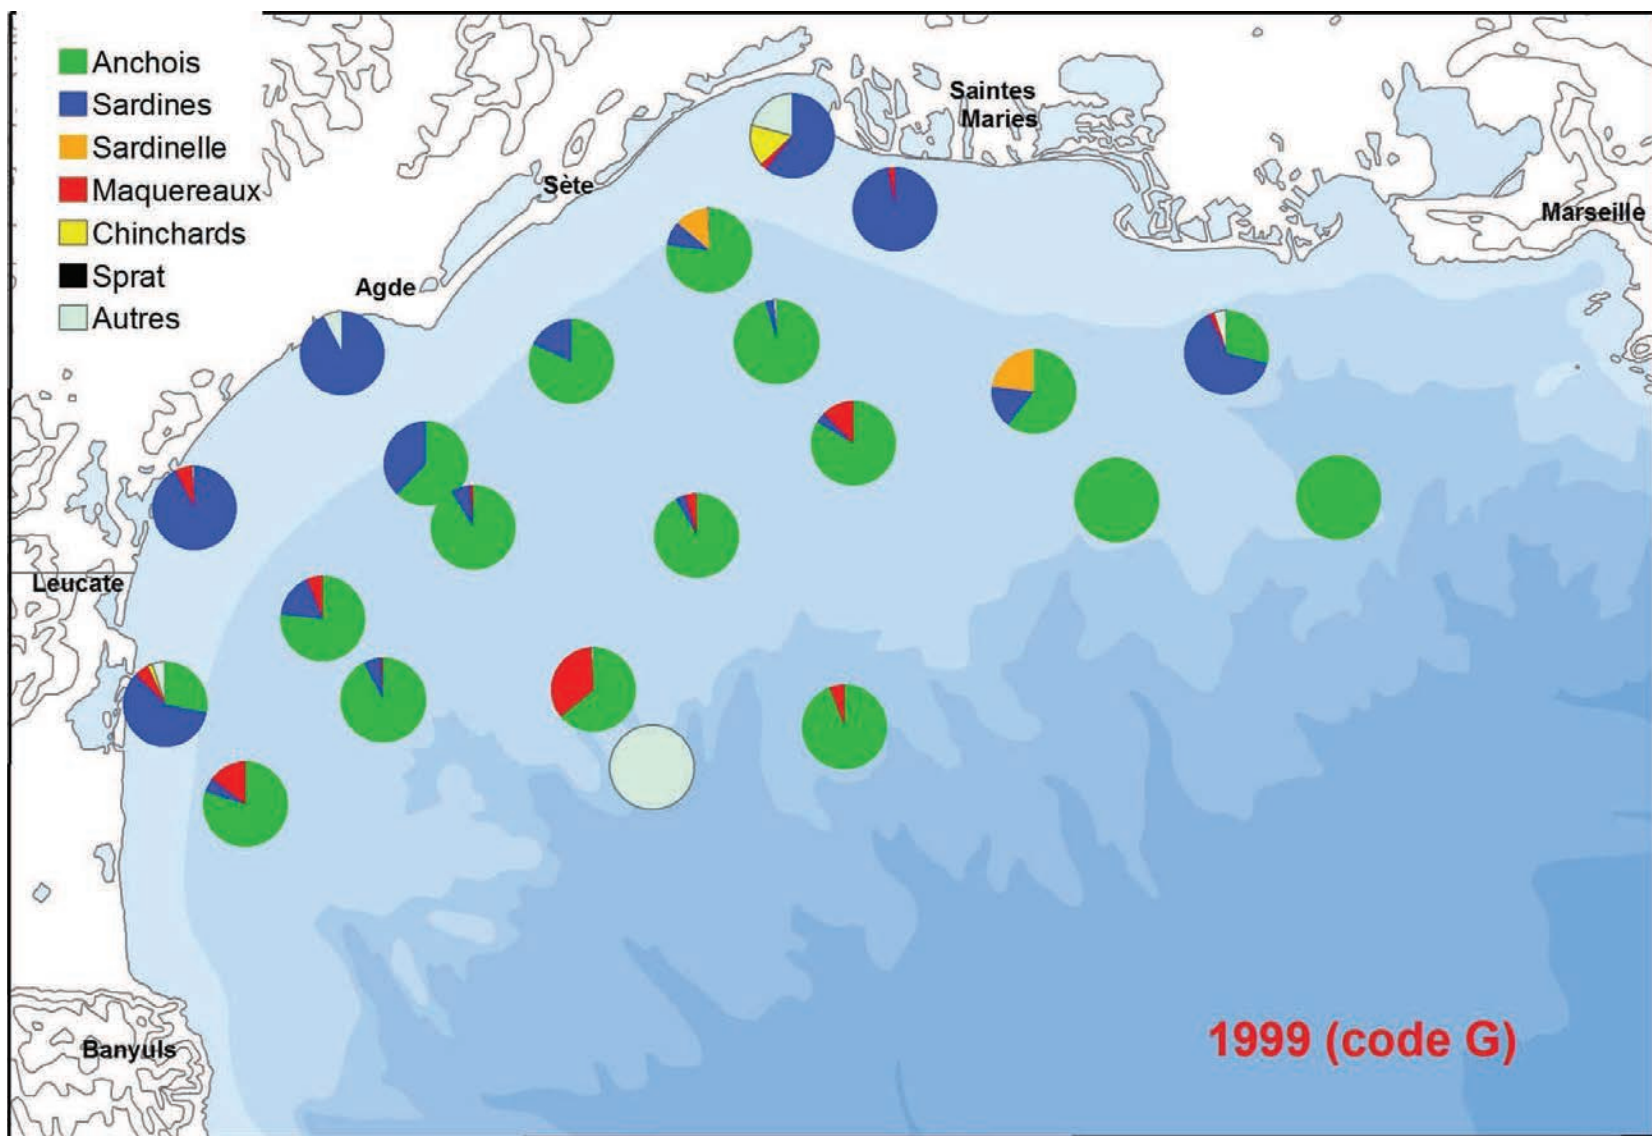 Anchois
Sardines
Sardinelle
Maquereaux
Chinchards
Sprat
Autres
Saintes
Maries
Sète
Marseille
Agde
Leucate
Banyuls
1999 (code G)